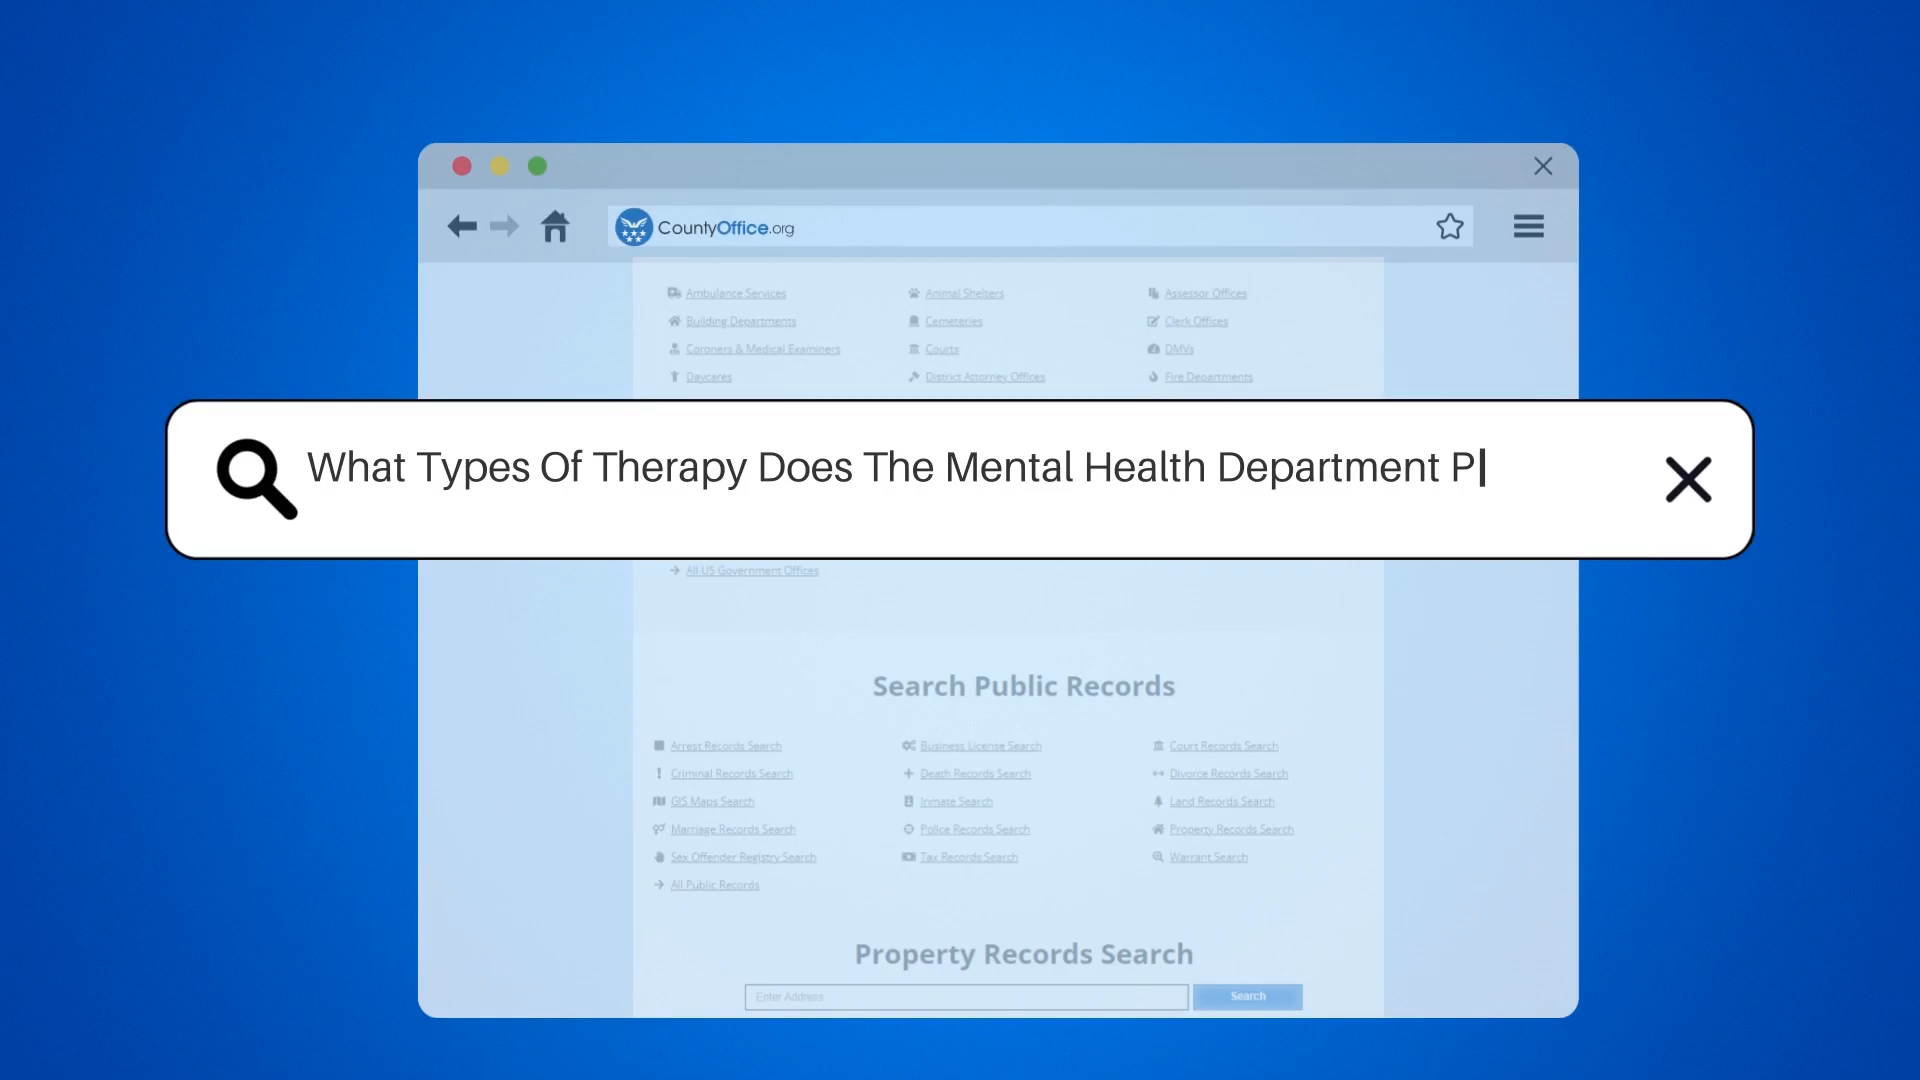 CountyOffice.org
Ambulance Services Animal Shelters Assessor Offices
Building Departments Cemeteries Clerk Offices
Coroners & Medical Examiners Courts DMVs
Daycares District Attorney Offices Fire Departments
What Types Of Therapy Does The Mental Health Department P
All US Government Offices
Search Public Records
Arrest Records Search Business License Search Court Records Search
Criminal Records Search Death Records Search Divorce Records Search
GIS Maps Search Inmate Search Land Records Search
Marriage Records Search Police Records Search Property Records Search
Sex Offender Registry Search Tax Records Search Warrant Search
All Public Records
Property Records Search
Enter Address Search